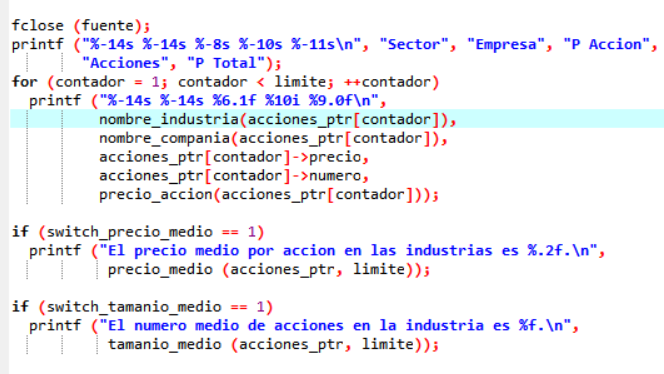 fclose (fuente);
printf ("%-14s %-14s %-8s %-10s %-11s\n", "Sector", "Empresa", "P Accion",
"Acciones", "P Total");
for (contador = 1; contador < limite; ++contador)
printf ("%-14s %-14s %6.1f %10i %9.0f\n",
nombre_industria(acciones_ptr[contador]),
nombre_compania(acciones_ptr[contador]),
acciones_ptr[contador]->precio,
acciones_ptr[contador]->numero,
precio_accion(acciones_ptr[contador]));
if (switch_precio_medio == 1)
printf ("El precio medio por accion en las industrias es %.2f.\n",
precio_medio (acciones_ptr, limite));
if (switch_tamanio_medio == 1)
printf ("El numero medio de acciones en la industria es %f.\n",
tamanio_medio (acciones_ptr, limite));